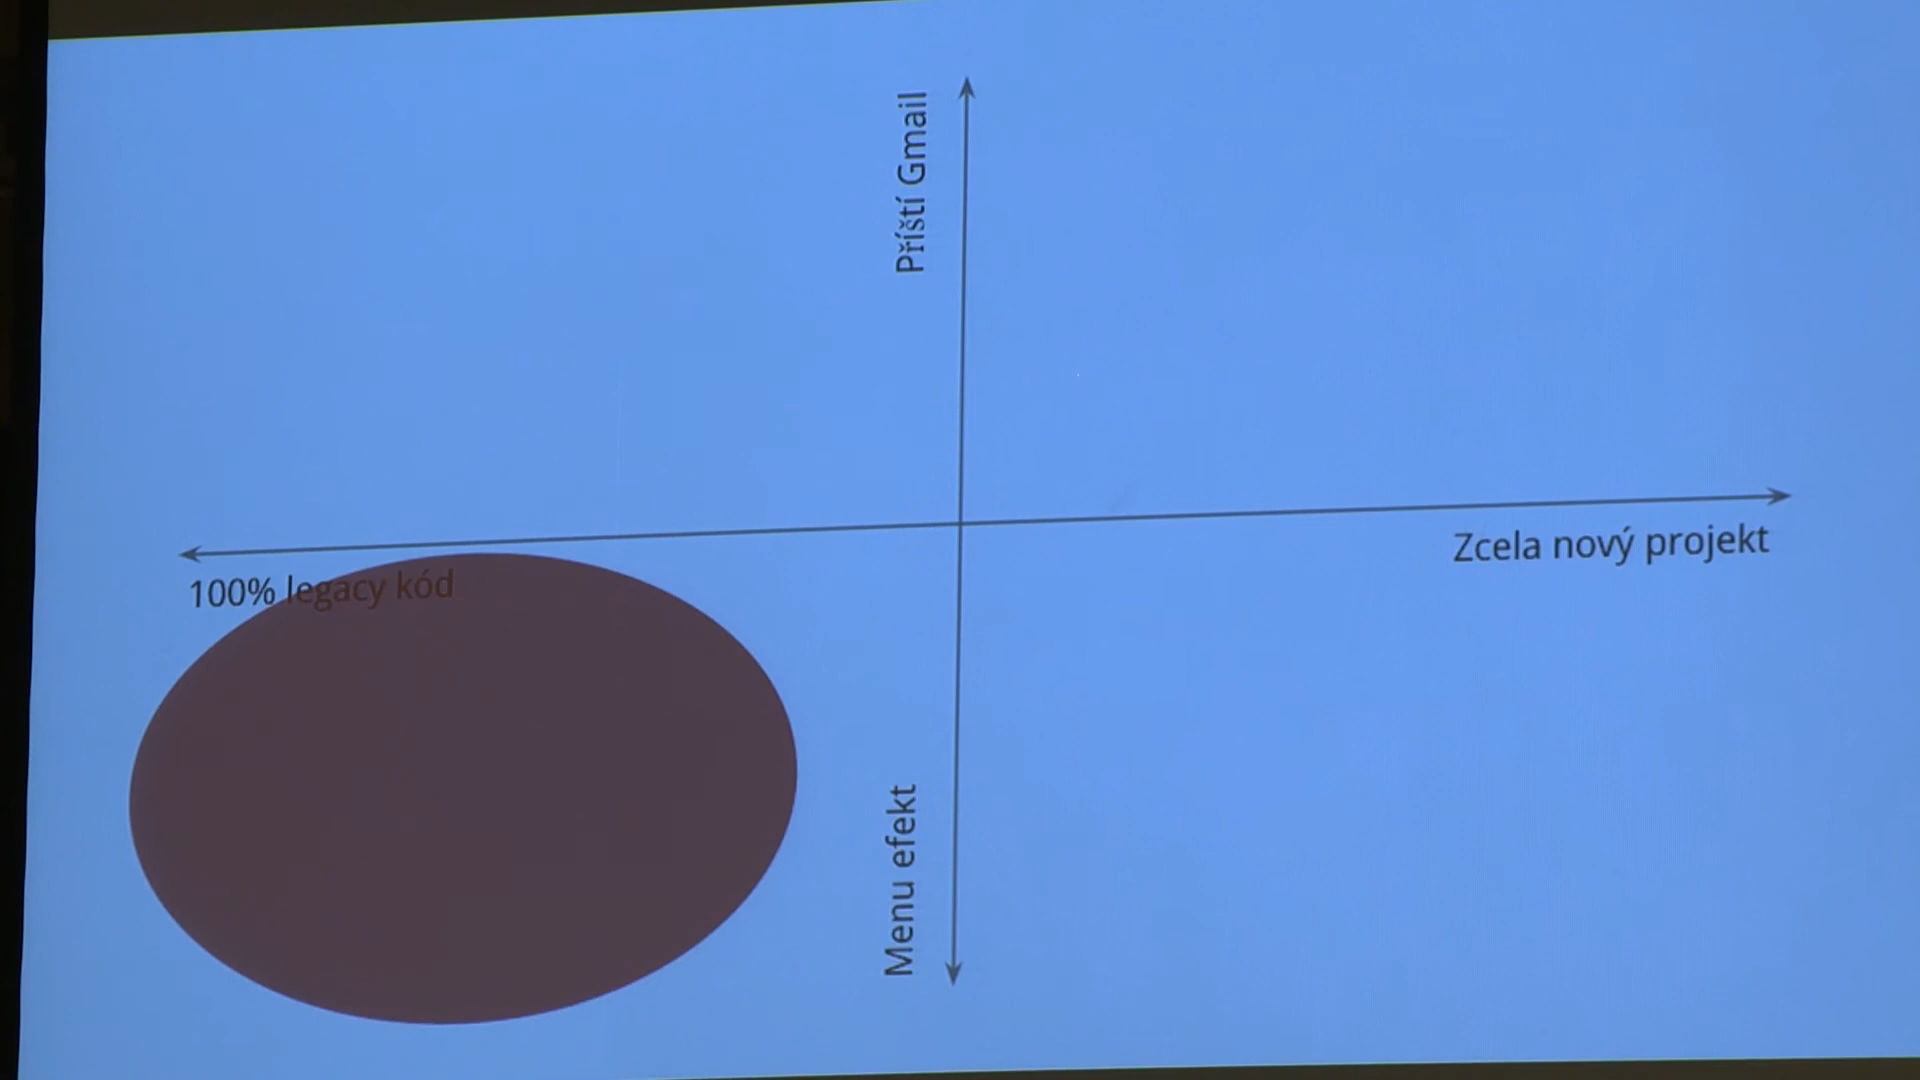 Příští Gmail
Zcela nový projekt
100% legacy kód
Menu efekt